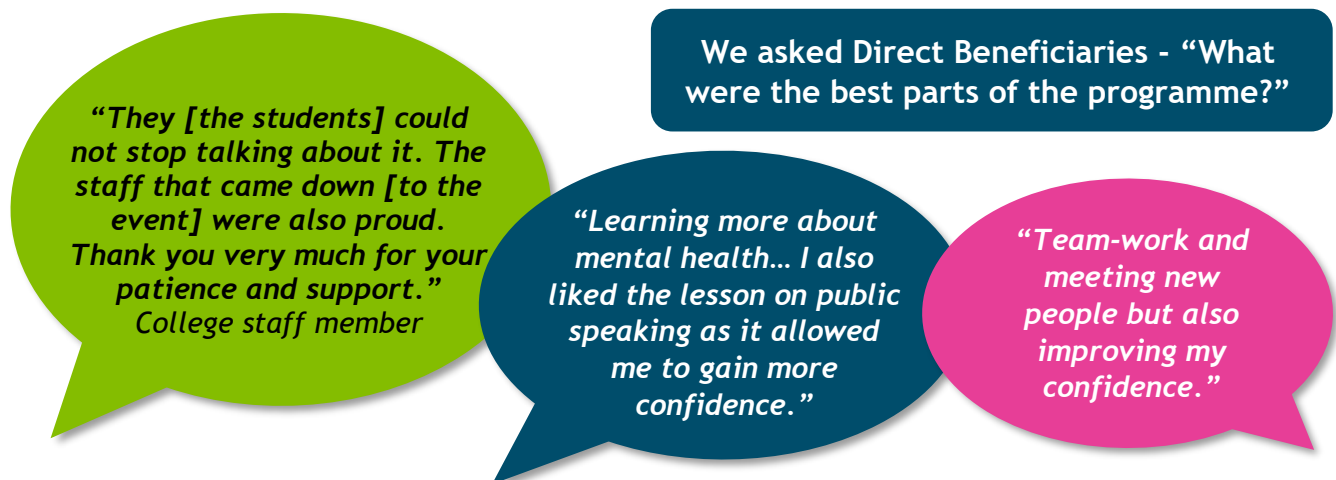 We asked Direct Beneficiaries - “What
were the best parts of the programme?”
“They [the students] could
not stop talking about it. The
staff that came down [to the
event] were also proud.
Thank you very much for your
patience and support.”
College staff member
“Learning more about
mental health… I also
liked the lesson on public
speaking as it allowed
me to gain more
confidence.”
“Team-work and
meeting new
people but also
improving my
confidence.”